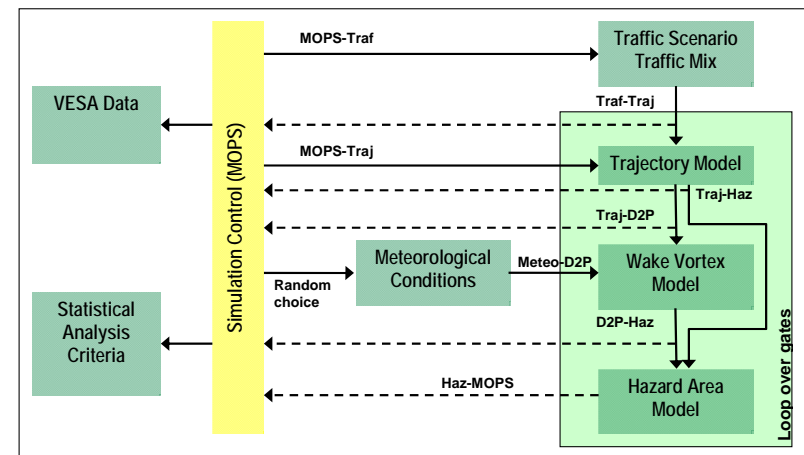 MOPS-Traf
Traffic Scenario
Traffic Mix
VESA Data
Traf-Traj
Simulation Control (MOPS)
MOPS-Traj
Trajectory Model
Traj-Haz
Traj-D2P
Meteorological
Conditions
Meteo-D2P
Wake Vortex
Model
Random
choice
Statistical
Analysis
Criteria
D2P-Haz
Haz-MOPS
Hazard Area
Model
Loop over gates